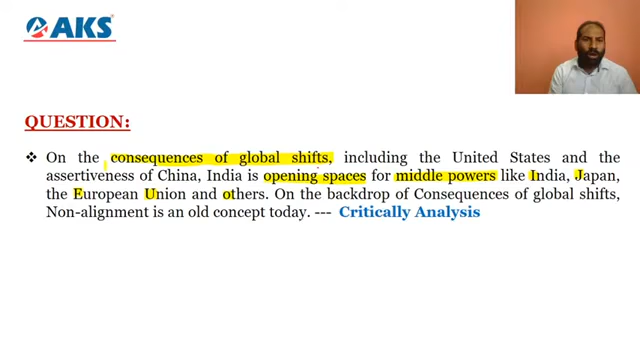 AKS
QUESTION:
❖ On the consequences of global shifts, including the United States and the
assertiveness of China, India is opening spaces for middle powers like India, Japan,
the European Union and others. On the backdrop of Consequences of global shifts,
Non-alignment is an old concept today. --- Critically Analysis